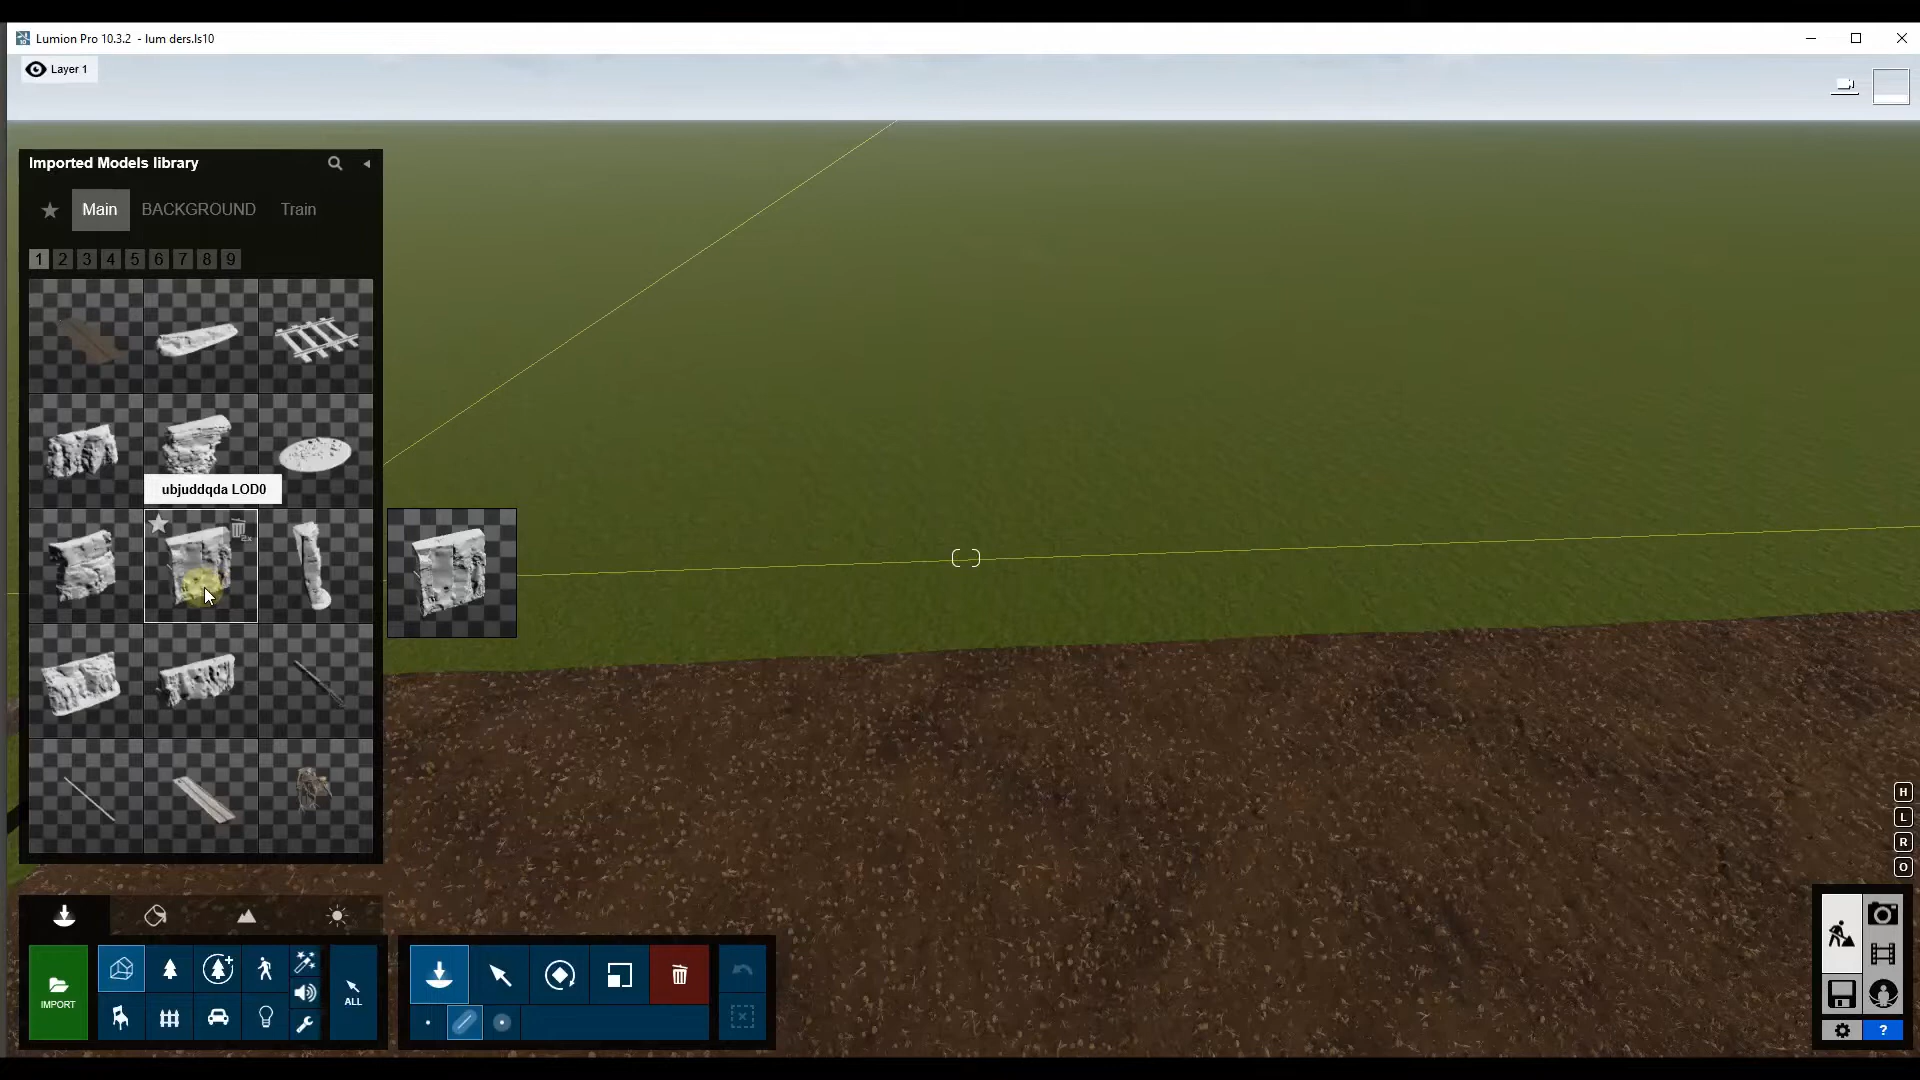 Lumion Pro 10.3.2 - lum ders.ls10
Layer 1
Imported Models library
Main BACKGROUND Train
1 2 3 4 5 6 7 8 9
ubjuddqda LOD0
2x
H
L
R
O
IMPORT
ALL
?